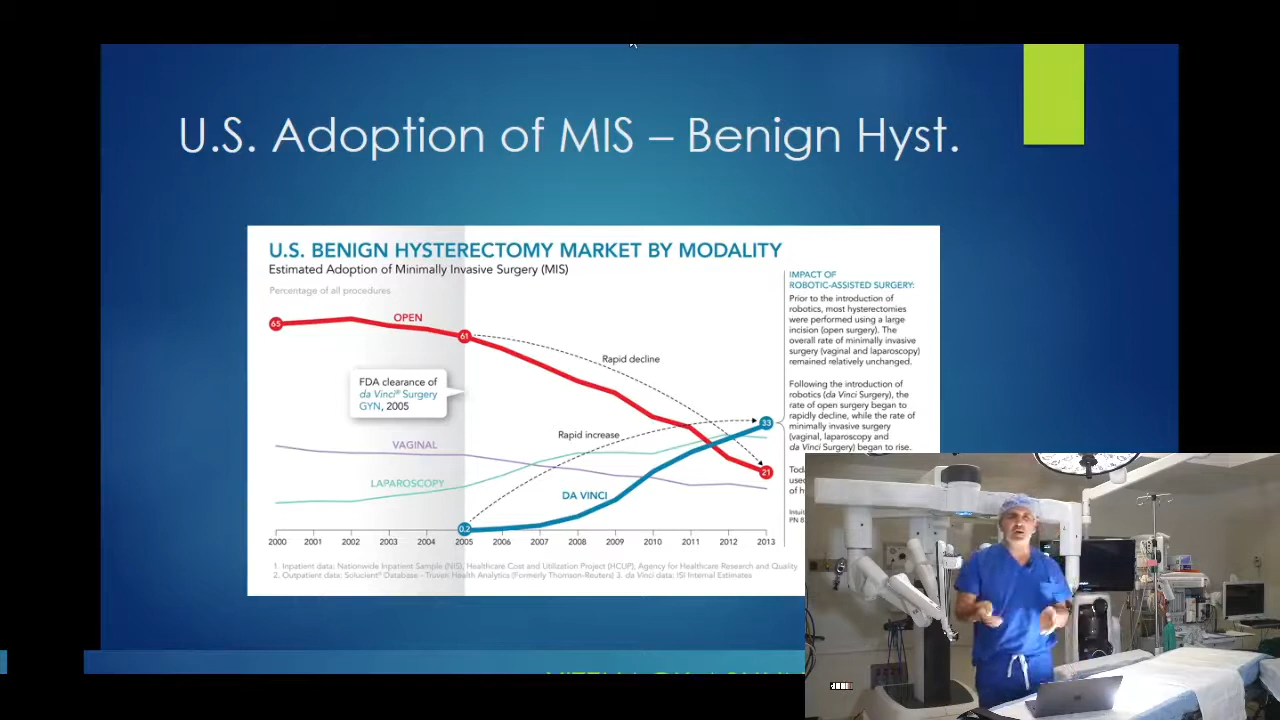 U.S. Adoption of MIS – Benign Hyst.
U.S. BENIGN HYSTERECTOMY MARKET BY MODALITY
Estimated Adoption of Minimally Invasive Surgery (MIS)
Percentage of all procedures
65
OPEN
61
Rapid decline
FDA clearance of
da Vinci® Surgery
GYN, 2005
33
Rapid increase
VAGINAL
21
LAPAROSCOPY
DA VINCI
0.2
2000 2001 2002 2003 2004 2005 2006 2007 2008 2009 2010 2011 2012 2013
1. Inpatient data: Nationwide Inpatient Sample (NIS), Healthcare Cost and Utilization Project (HCUP), Agency for Healthcare Research and Quality
2. Outpatient data: Solucient® Database - Truven Health Analytics (Formerly Thomson-Reuters) 3. da Vinci data: ISI Internal Estimates
IMPACT OF
ROBOTIC-ASSISTED SURGERY:
Prior to the introduction of
robotics, most hysterectomies
were performed using a large
incision (open surgery). The
overall rate of minimally invasive
surgery (vaginal and laparoscopy)
remained relatively unchanged.
Following the introduction of
robotics (da Vinci Surgery), the
rate of open surgery began to
rapidly decline, while the rate of
minimally invasive surgery
(vaginal, laparoscopy and
da Vinci Surgery) began to rise.